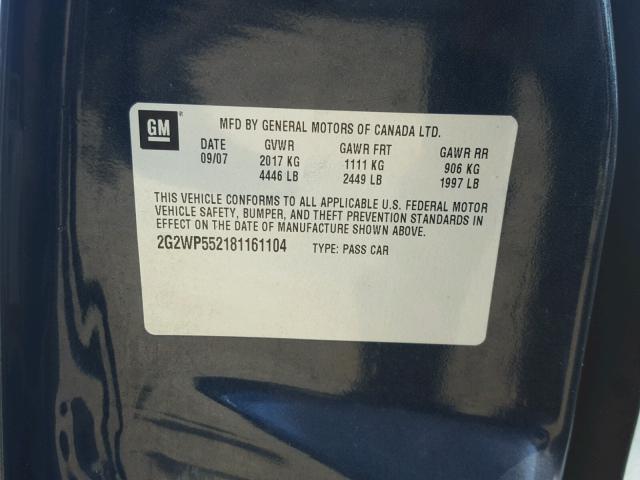 GM
MFD BY GENERAL MOTORS OF CANADA LTD.
DATE GVWR GAWR FRT GAWR RR
09/07 2017 KG 1111 KG 906 KG
4446 LB 2449 LB 1997 LB
THIS VEHICLE CONFORMS TO ALL APPLICABLE U.S. FEDERAL MOTOR
VEHICLE SAFETY, BUMPER, AND THEFT PREVENTION STANDARDS IN
EFFECT ON THE DATE OF MANUFACTURE SHOWN ABOVE.
2G2WP552181161104 TYPE: PASS CAR